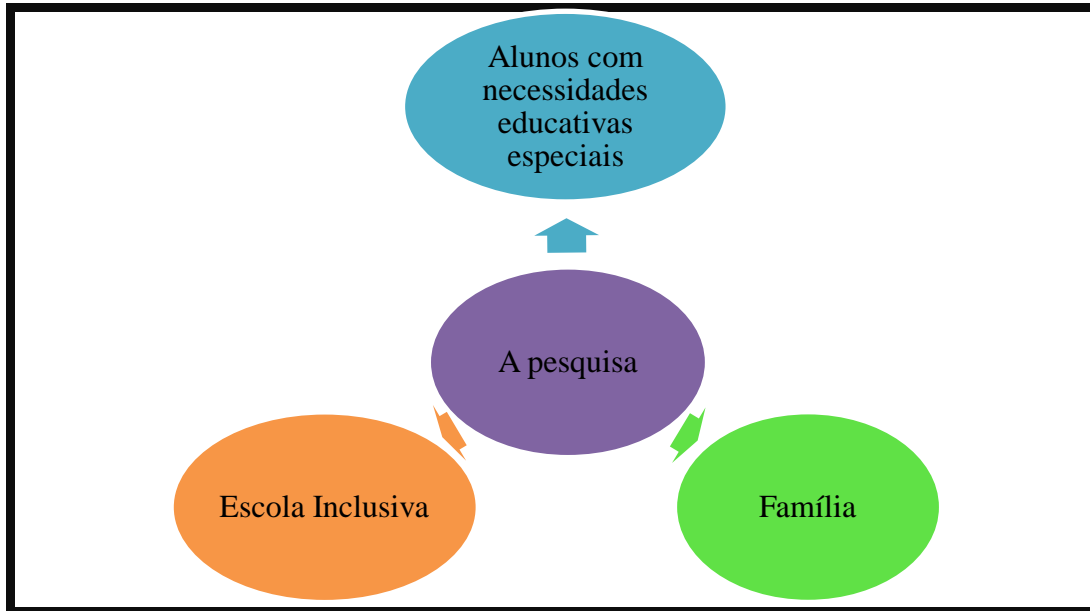 Alunos com
necessidades
educativas
especiais
A pesquisa
Escola Inclusiva
Família